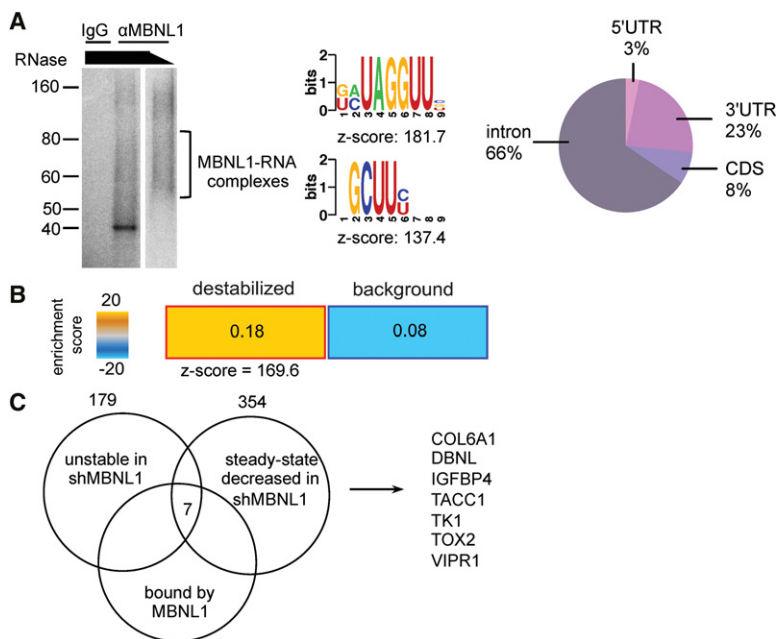 A
IgG αMBNL1
RNase
160
80
60
50
40
MBNL1-RNA
complexes
2
1
0
bits
GAUAGGUUC
UC G
1 2 3 4 5 6 7 8 9
z-score: 181.7
2
1
0
bits
GCUUC
U
1 2 3 4 5 6 7 8 9
z-score: 137.4
5'UTR
3%
3'UTR
23%
CDS
8%
intron
66%
B
enrichment
score
20
-20
destabilized background
0.18 0.08
z-score = 169.6
C
179 354
unstable in
shMBNL1
steady-state
decreased in
shMBNL1
7
bound by
MBNL1
COL6A1
DBNL
IGFBP4
TACC1
TK1
TOX2
VIPR1